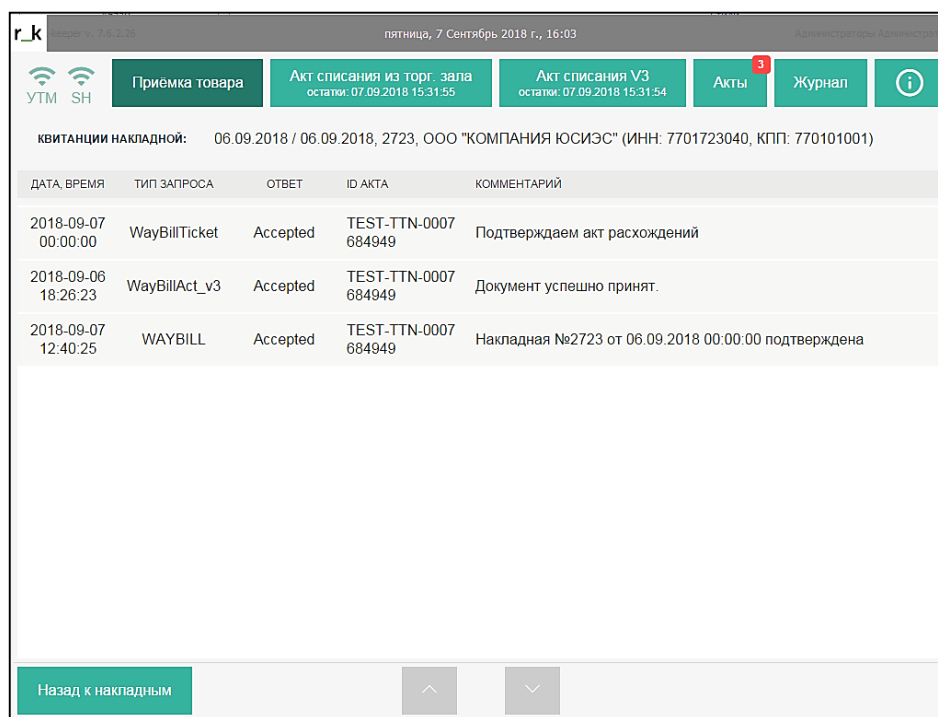 r_k
Keeper v. 7.6.2.26
пятница, 7 Сентябрь 2018 г., 16:03
Администраторы
УТМ SH
Приёмка товара
Акт списания из торг. зала
остатки: 07.09.2018 15:31:55
Акт списания V3
остатки: 07.09.2018 15:31:54
Акты
3
Журнал
КВИТАНЦИИ НАКЛАДНОЙ: 06.09.2018 / 06.09.2018, 2723, ООО "КОМПАНИЯ ЮСИЭС" (ИНН: 7701723040, КПП: 770101001)
ДАТА, ВРЕМЯ ТИП ЗАПРОСА ОТВЕТ ID АКТА КОММЕНТАРИЙ
2018-09-07
00:00:00
WayBillTicket
Accepted
TEST-TTN-0007
684949
Подтверждаем акт расхождений
2018-09-06
18:26:23
WayBillAct_v3
Accepted
TEST-TTN-0007
684949
Документ успешно принят.
2018-09-07
12:40:25
WAYBILL
Accepted
TEST-TTN-0007
684949
Накладная №2723 от 06.09.2018 00:00:00 подтверждена
Назад к накладным